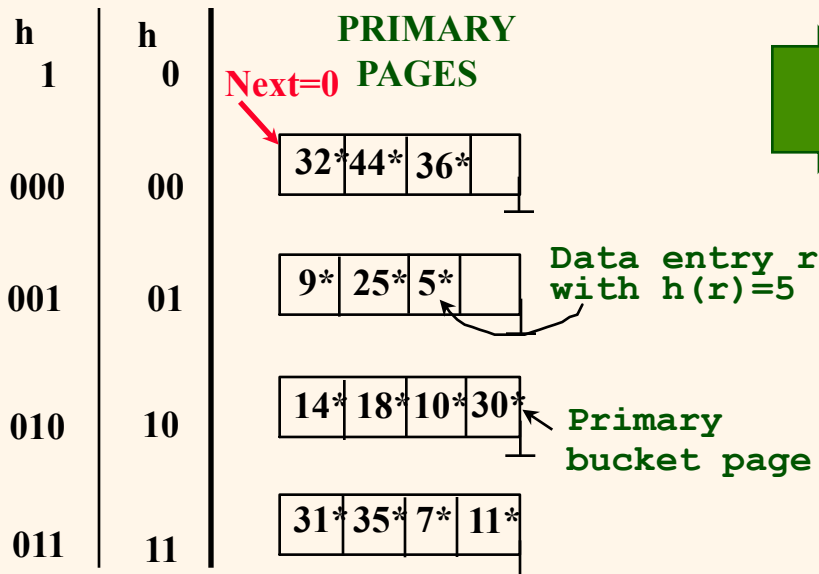 h h PRIMARY
1 0 Next=0 PAGES
000 00 32* 44* 36*
001 01 9* 25* 5* Data entry r
with h(r)=5
010 10 14* 18* 10* 30* Primary
bucket page
011 11 31* 35* 7* 11*